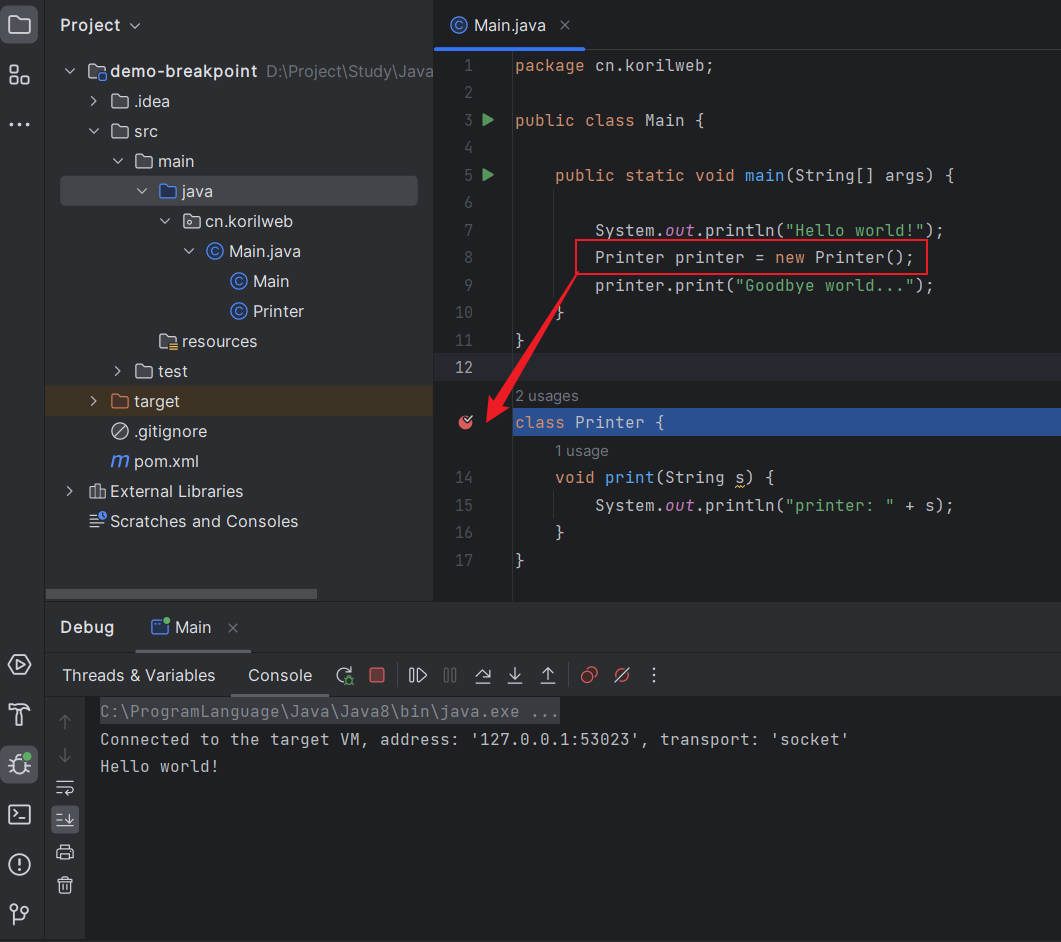 Project
demo-breakpoint D:\Project\Study\Java
.idea
src
main
java
cn.korilweb
Main.java
Main
Printer
resources
test
target
.gitignore
pom.xml
External Libraries
Scratches and Consoles
Main.java
1 package cn.korilweb;
2
3 public class Main {
4
5 public static void main(String[] args) {
6
7 System.out.println("Hello world!");
8 Printer printer = new Printer();
9 printer.print("Goodbye world...");
10 }
11 }
12
2 usages
class Printer {
1 usage
14 void print(String s) {
15 System.out.println("printer: " + s);
16 }
17 }
Debug Main
Threads & Variables Console
C:\ProgramLanguage\Java\Java8\bin\java.exe ...
Connected to the target VM, address: '127.0.0.1:53023', transport: 'socket'
Hello world!